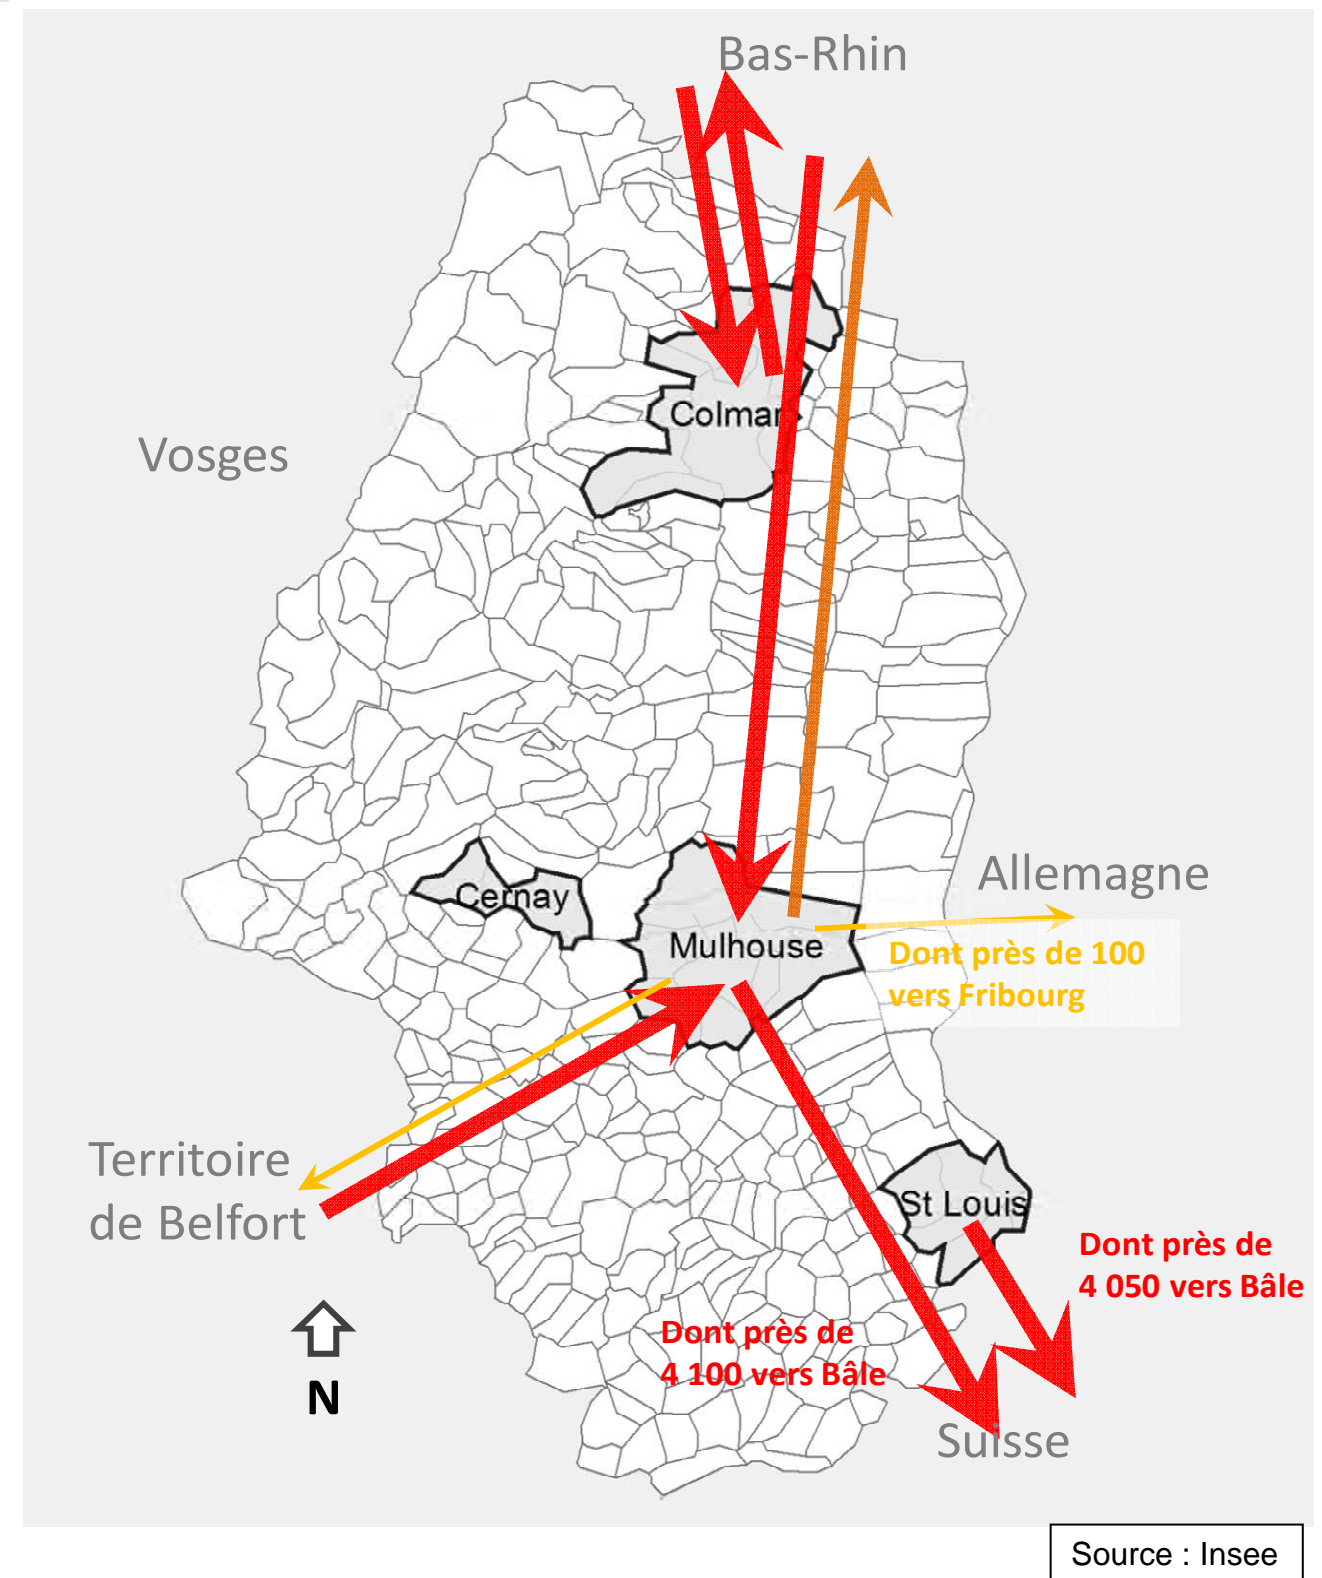 Bas-Rhin
Colmar
Vosges
Allemagne
Cernay
Mulhouse
Dont près de 100
vers Fribourg
Territoire
de Belfort
St Louis
Dont près de
4 050 vers Bâle
Dont près de
4 100 vers Bâle
N
Suisse
Source : Insee